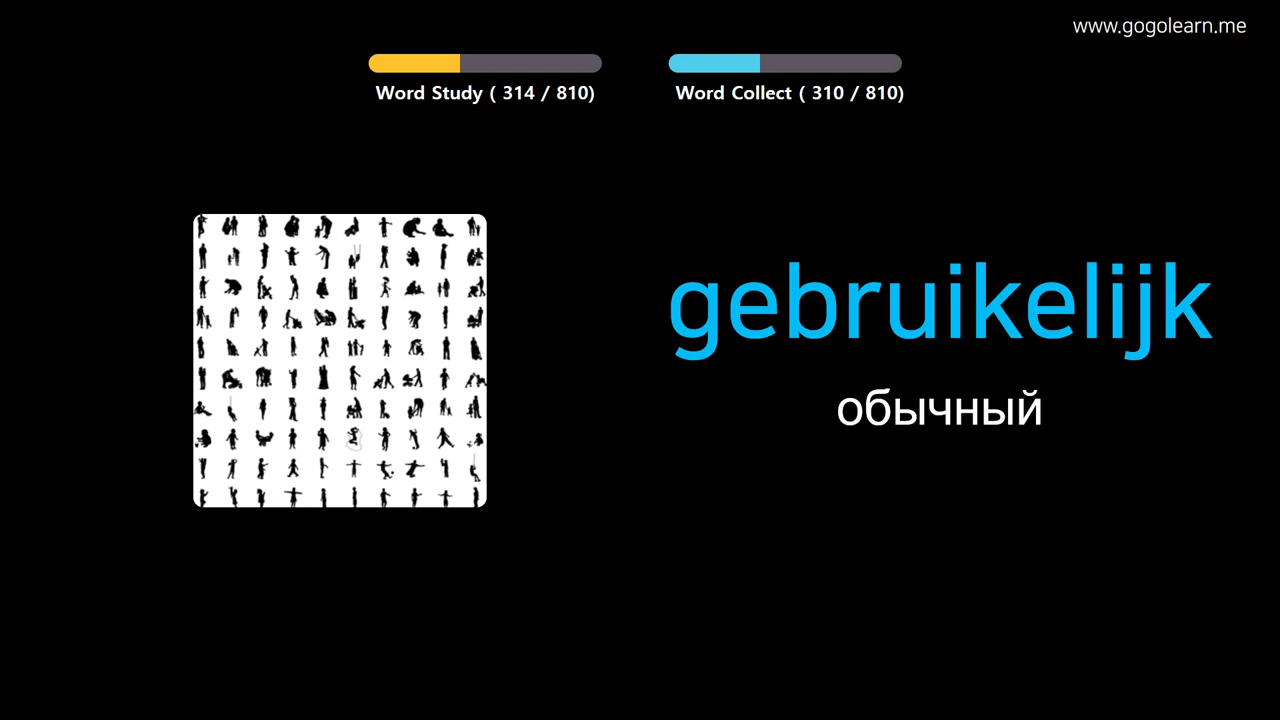 www.gogolearn.me
Word Study ( 314 / 810)
Word Collect ( 310 / 810)
gebruikelijk
обычный